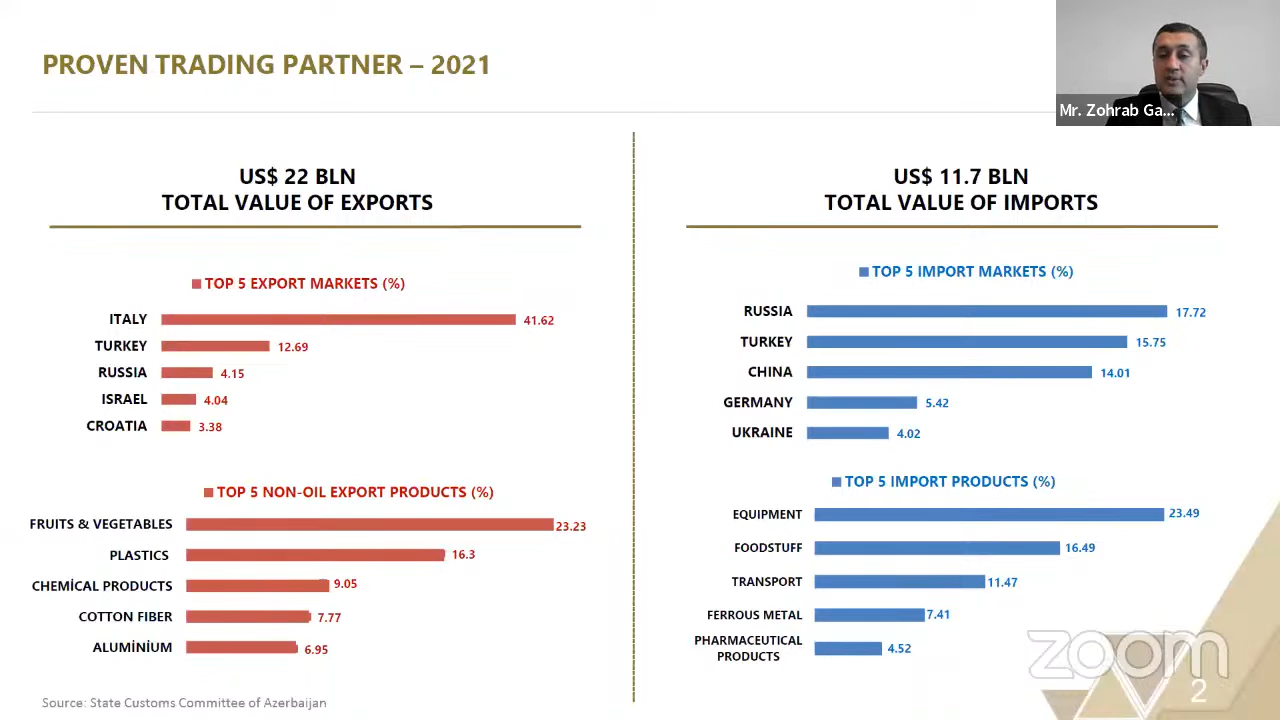 PROVEN TRADING PARTNER – 2021
Mr. Zohrab Ga...
US$ 22 BLN
TOTAL VALUE OF EXPORTS
TOP 5 EXPORT MARKETS (%)
ITALY 41.62
TURKEY 12.69
RUSSIA 4.15
ISRAEL 4.04
CROATIA 3.38
TOP 5 NON-OIL EXPORT PRODUCTS (%)
FRUITS & VEGETABLES 23.23
PLASTICS 16.3
CHEMİCAL PRODUCTS 9.05
COTTON FIBER 7.77
ALUMİNİUM 6.95
Source: State Customs Committee of Azerbaijan
US$ 11.7 BLN
TOTAL VALUE OF IMPORTS
TOP 5 IMPORT MARKETS (%)
RUSSIA 17.72
TURKEY 15.75
CHINA 14.01
GERMANY 5.42
UKRAINE 4.02
TOP 5 IMPORT PRODUCTS (%)
EQUIPMENT 23.49
FOODSTUFF 16.49
TRANSPORT 11.47
FERROUS METAL 7.41
PHARMACEUTICAL
PRODUCTS 4.52
zoom
2